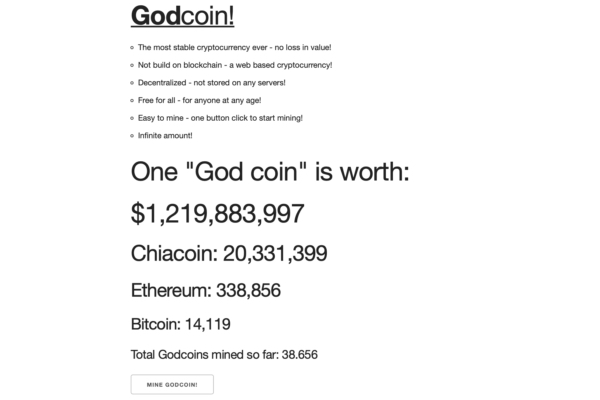 Godcoin!
The most stable cryptocurrency ever - no loss in value!
Not build on blockchain - a web based cryptocurrency!
Decentralized - not stored on any servers!
Free for all - for anyone at any age!
Easy to mine - one button click to start mining!
Infinite amount!
One "God coin" is worth:
$1,219,883,997
Chiacoin: 20,331,399
Ethereum: 338,856
Bitcoin: 14,119
Total Godcoins mined so far: 38.656
MINE GODCOIN!